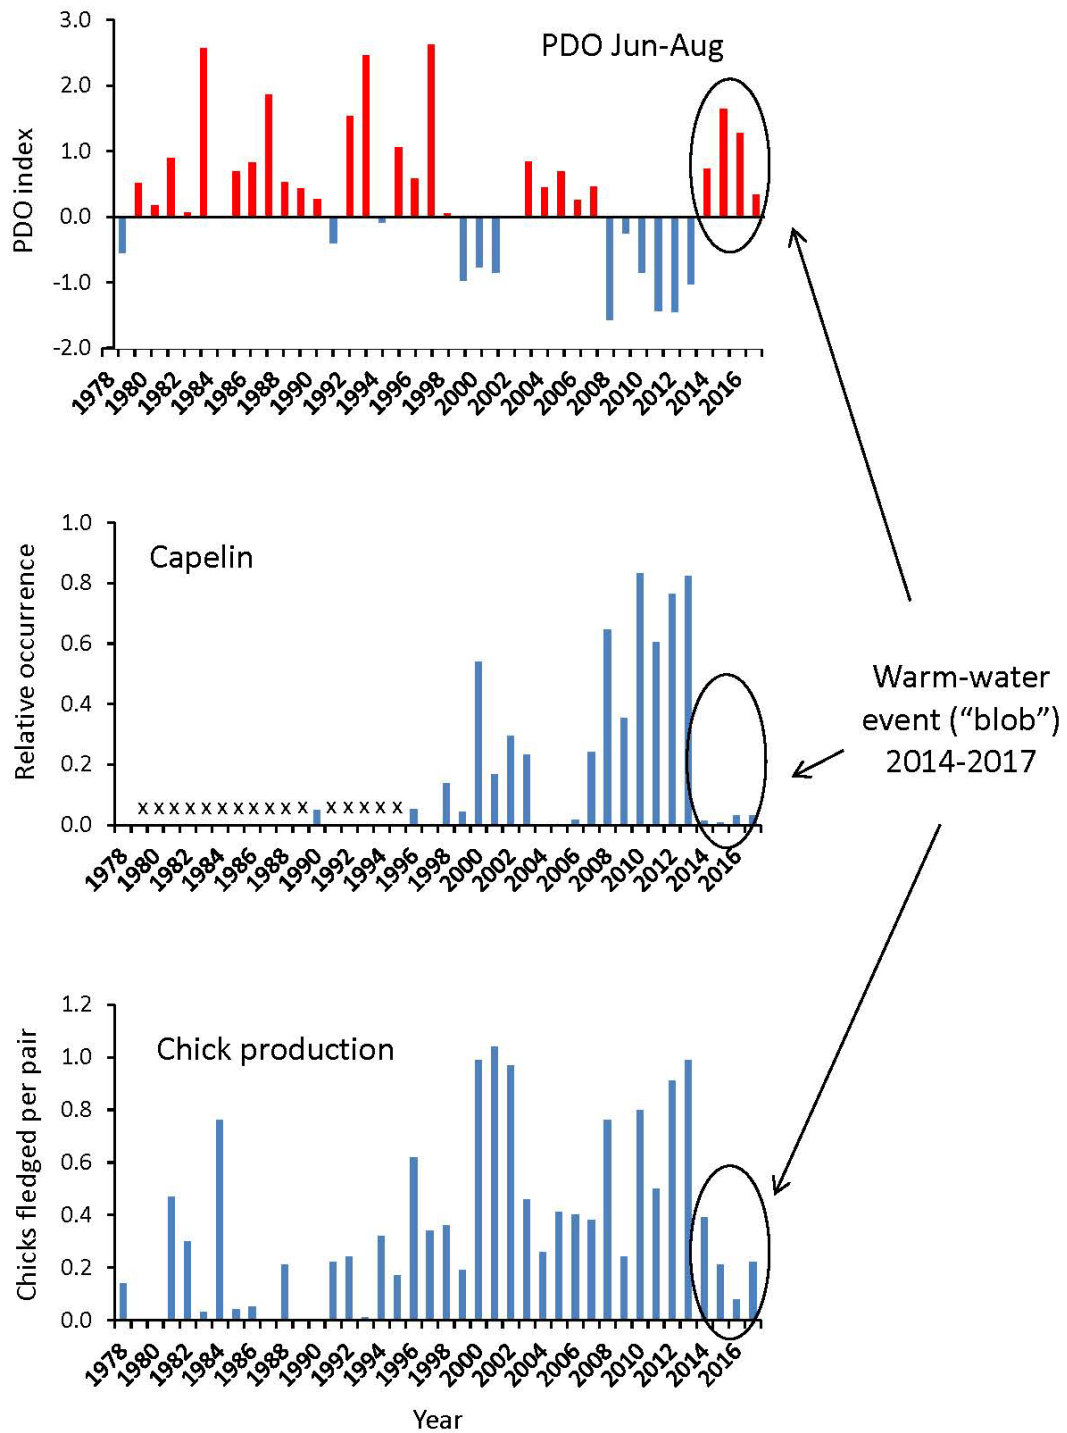 PDO Jun-Aug
PDO index
3.0
2.0
1.0
0.0
-1.0
-2.0
1978 1980 1982 1984 1986 1988 1990 1992 1994 1996 1998 2000 2002 2004 2006 2008 2010 2012 2014 2016
Capelin
Relative occurrence
1.0
0.8
0.6
0.4
0.2
0.0
x x x x x x x x x x x x x x x x
1978 1980 1982 1984 1986 1988 1990 1992 1994 1996 1998 2000 2002 2004 2006 2008 2010 2012 2014 2016
Warm-water
event (“blob”)
2014-2017
Chick production
Chicks fledged per pair
1.2
1.0
0.8
0.6
0.4
0.2
0.0
1978 1980 1982 1984 1986 1988 1990 1992 1994 1996 1998 2000 2002 2004 2006 2008 2010 2012 2014 2016
Year